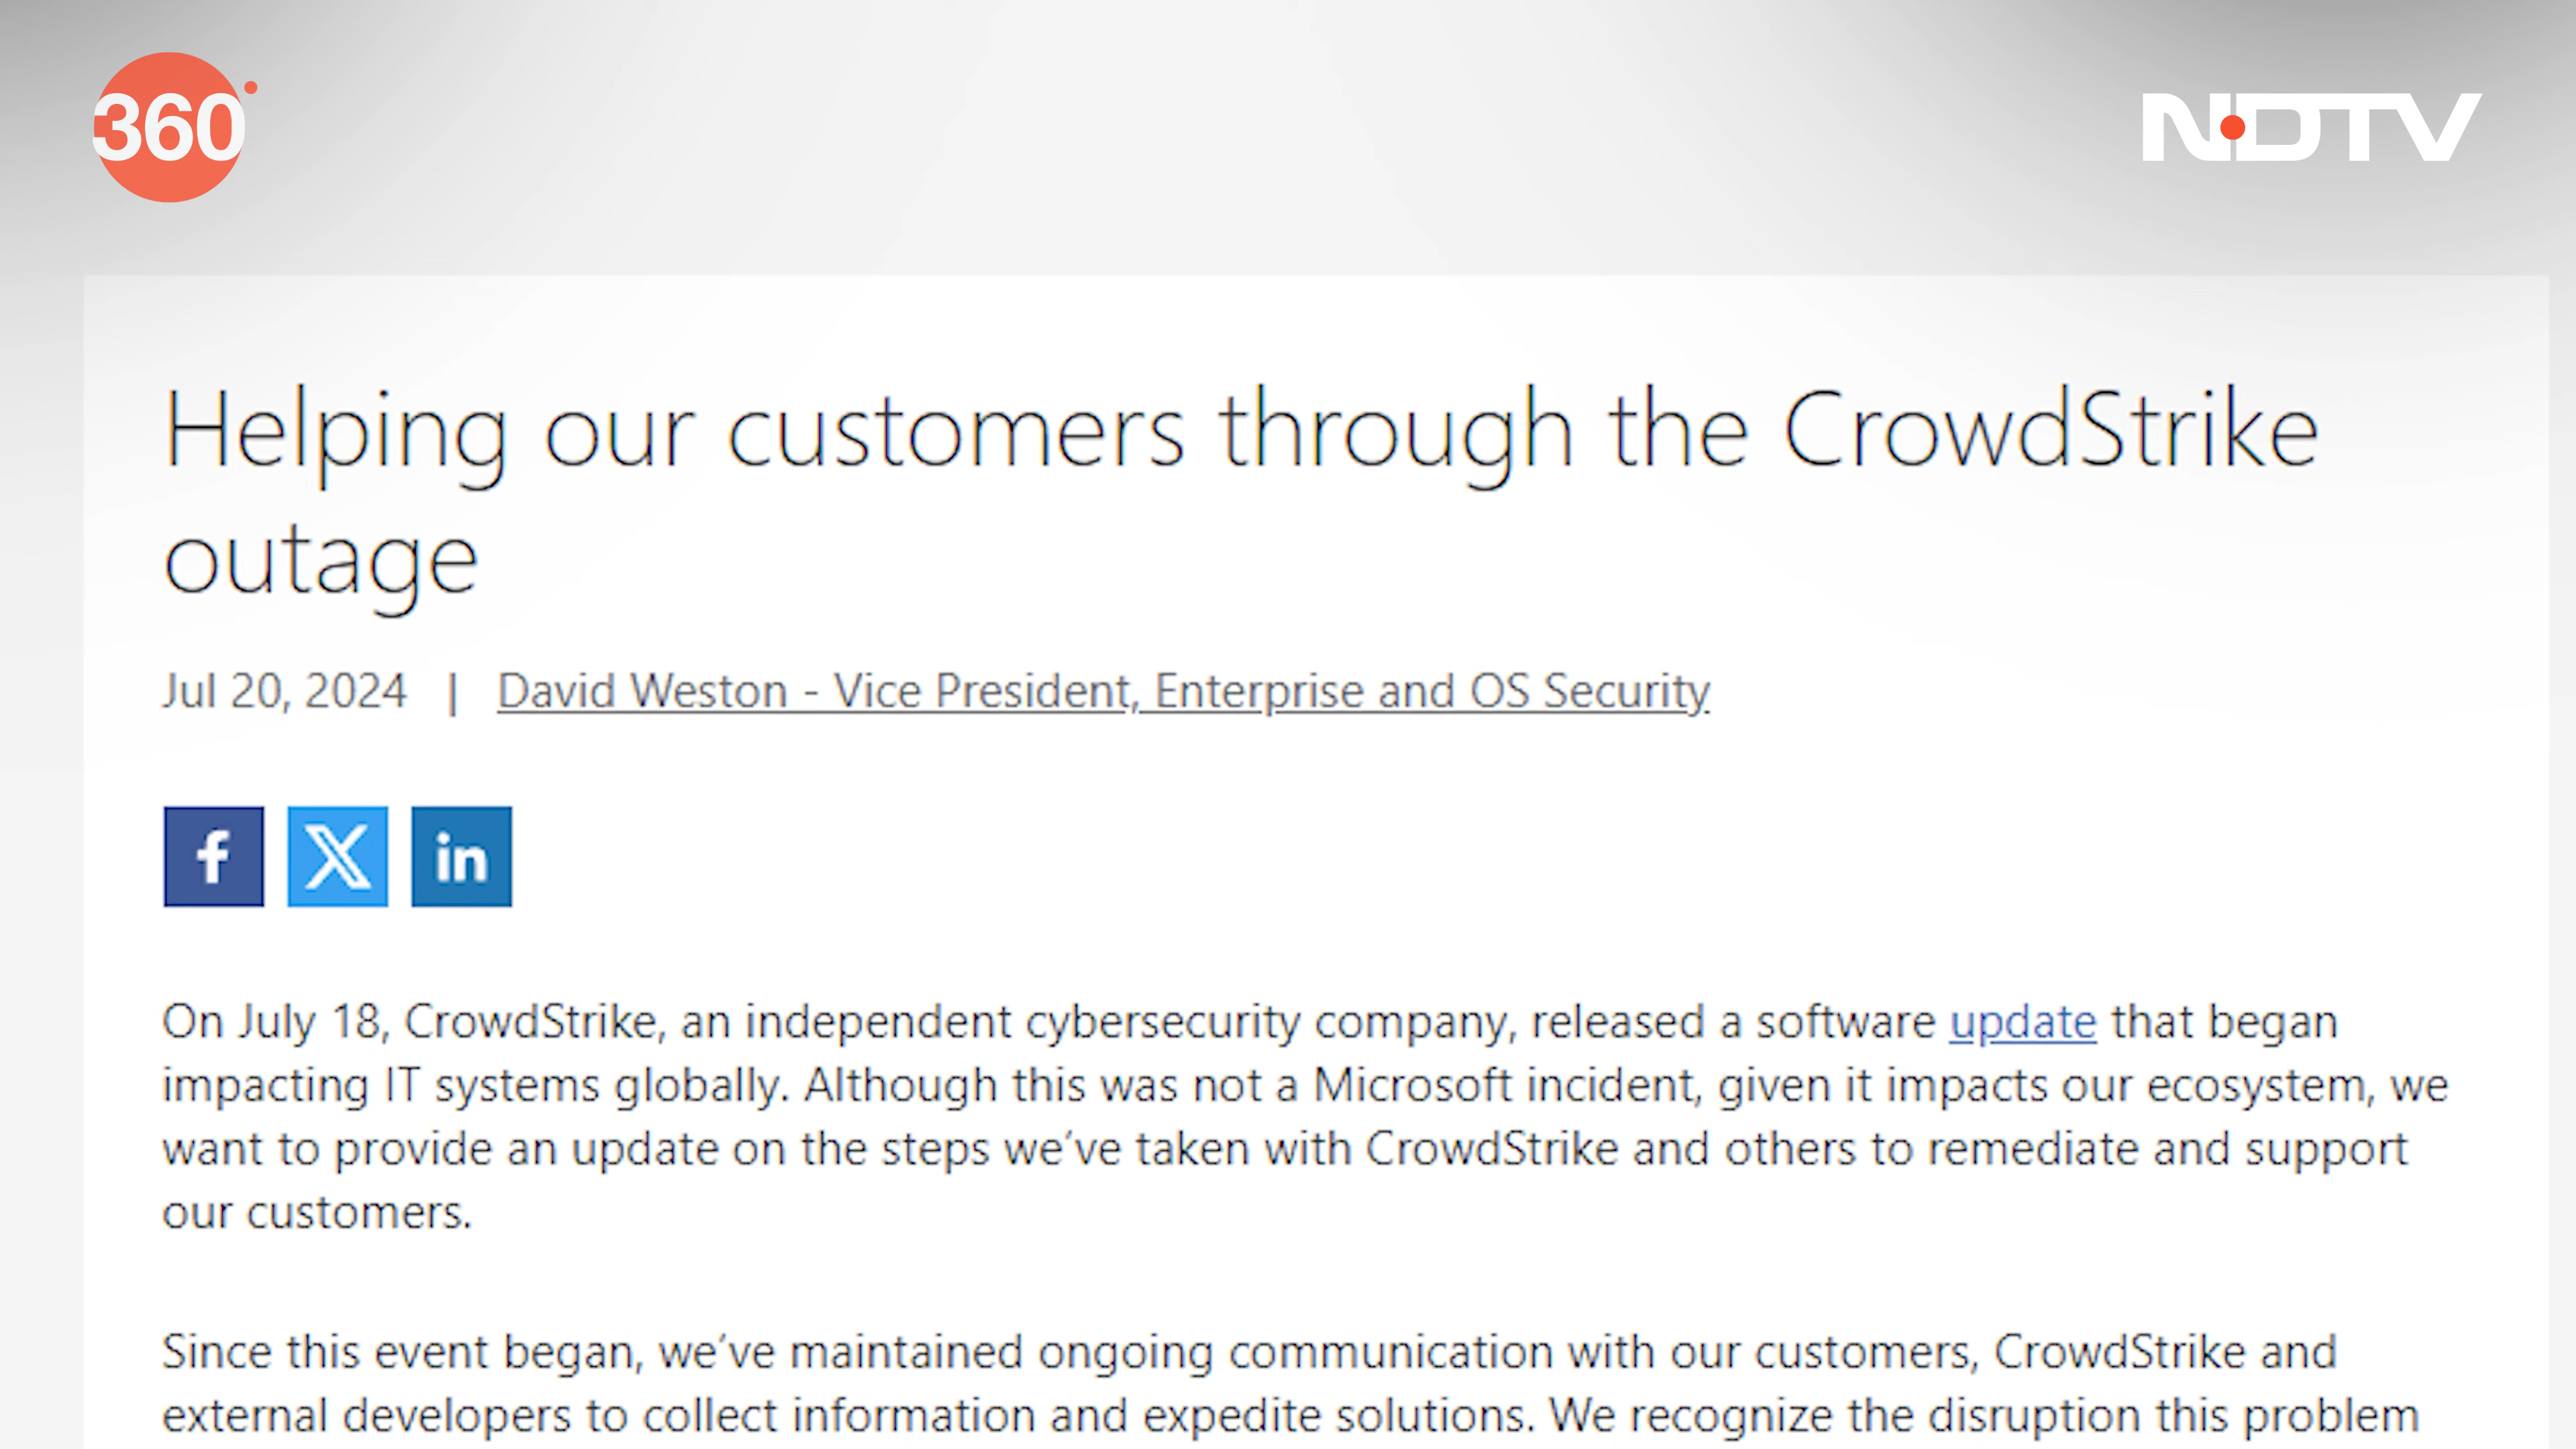 360°
NDTV
Helping our customers through the CrowdStrike
outage
Jul 20, 2024 | David Weston - Vice President, Enterprise and OS Security
f X in
On July 18, CrowdStrike, an independent cybersecurity company, released a software update that began
impacting IT systems globally. Although this was not a Microsoft incident, given it impacts our ecosystem, we
want to provide an update on the steps we’ve taken with CrowdStrike and others to remediate and support
our customers.
Since this event began, we’ve maintained ongoing communication with our customers, CrowdStrike and
external developers to collect information and expedite solutions. We recognize the disruption this problem